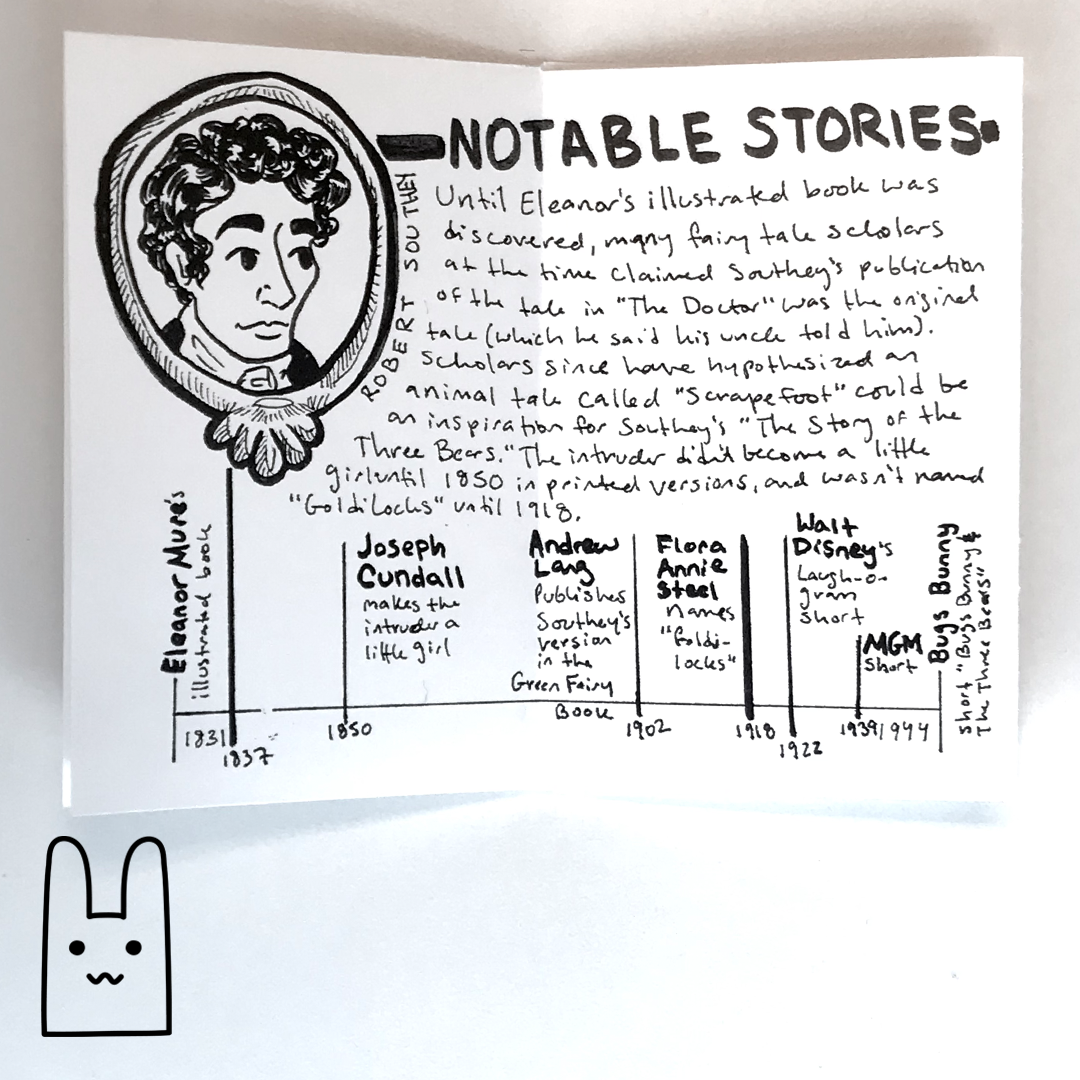 NOTABLE STORIES
ROBERT SOUTHEY
Until Eleanor's illustrated book was
discovered, many fairy tale scholars
at the time claimed Southey's publication
of the tale in "The Doctor" was the original
tale (which he said his uncle told him).
Scholars since have hypothesized an
animal tale called "Scrapefoot" could be
an inspiration for Southey's "The Story of the
Three Bears." The intruder didn't become a little
girl until 1850 in printed versions, and wasn't named
"Goldilocks" until 1918.
Eleanor Mure's
illustrated book
Joseph
Cundall
makes the
intruder a
little girl
Andrew
Lang
Publishes
Southey's
version
in the
Green Fairy
Book
Flora
Annie
Steel
names
"Goldi-
locks"
Walt
Disney's
Laugh-o-
gram
short
MGM
Short
Bugs Bunny
short "Bugs Bunny &
The Three Bears"
1831
1837
1850
1902
1918
1922
1939
1944